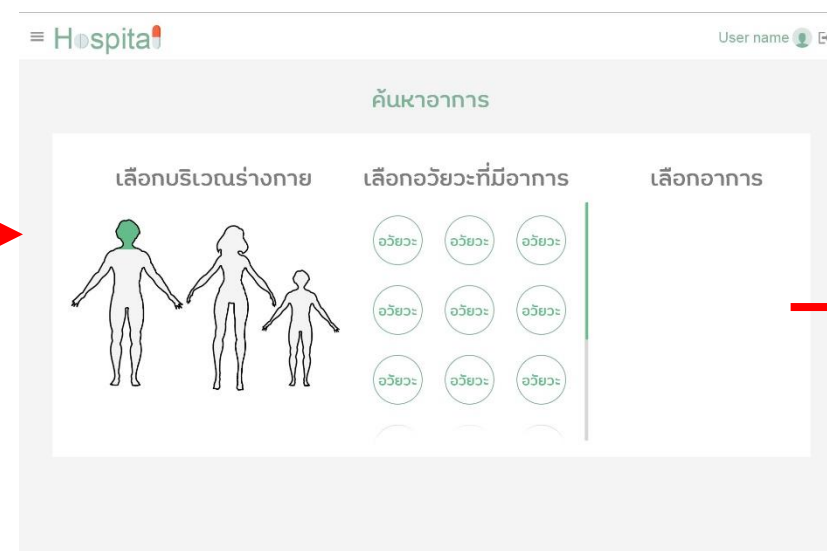 Hospital
User name
ค้นหาอาการ
เลือกบริเวณร่างกาย
เลือกอวัยวะที่มีอาการ
เลือกอาการ
อวัยวะ อวัยวะ อวัยวะ
อวัยวะ อวัยวะ อวัยวะ
อวัยวะ อวัยวะ อวัยวะ